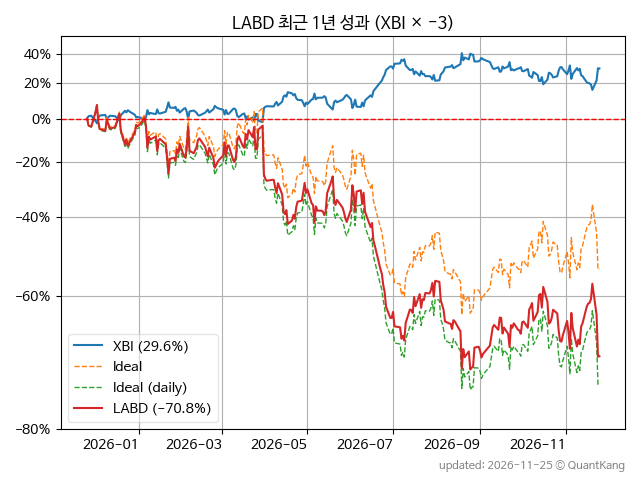 LABD 최근 1년 성과 (XBI × −3)
40%
20%
0%
−20%
−40%
−60%
−80%
XBI (29.6%)
Ideal
Ideal (daily)
LABD (−70.8%)
2026-01
2026-03
2026-05
2026-07
2026-09
2026-11
updated: 2026-11-25 © QuantKang